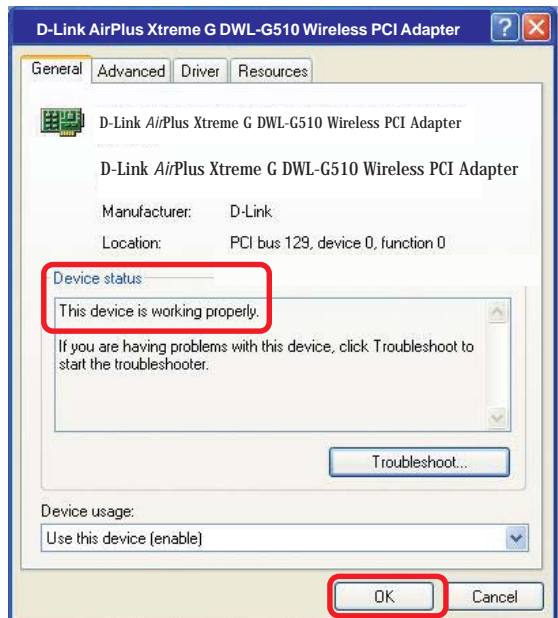 D-Link AirPlus Xtreme G DWL-G510 Wireless PCI Adapter
General Advanced Driver Resources
D-Link AirPlus Xtreme G DWL-G510 Wireless PCI Adapter
D-Link AirPlus Xtreme G DWL-G510 Wireless PCI Adapter
Manufacturer: D-Link
Location: PCI bus 129, device 0, function 0
Device status
This device is working properly.
If you are having problems with this device, click Troubleshoot to
start the troubleshooter.
Troubleshoot...
Device usage:
Use this device (enable)
OK Cancel